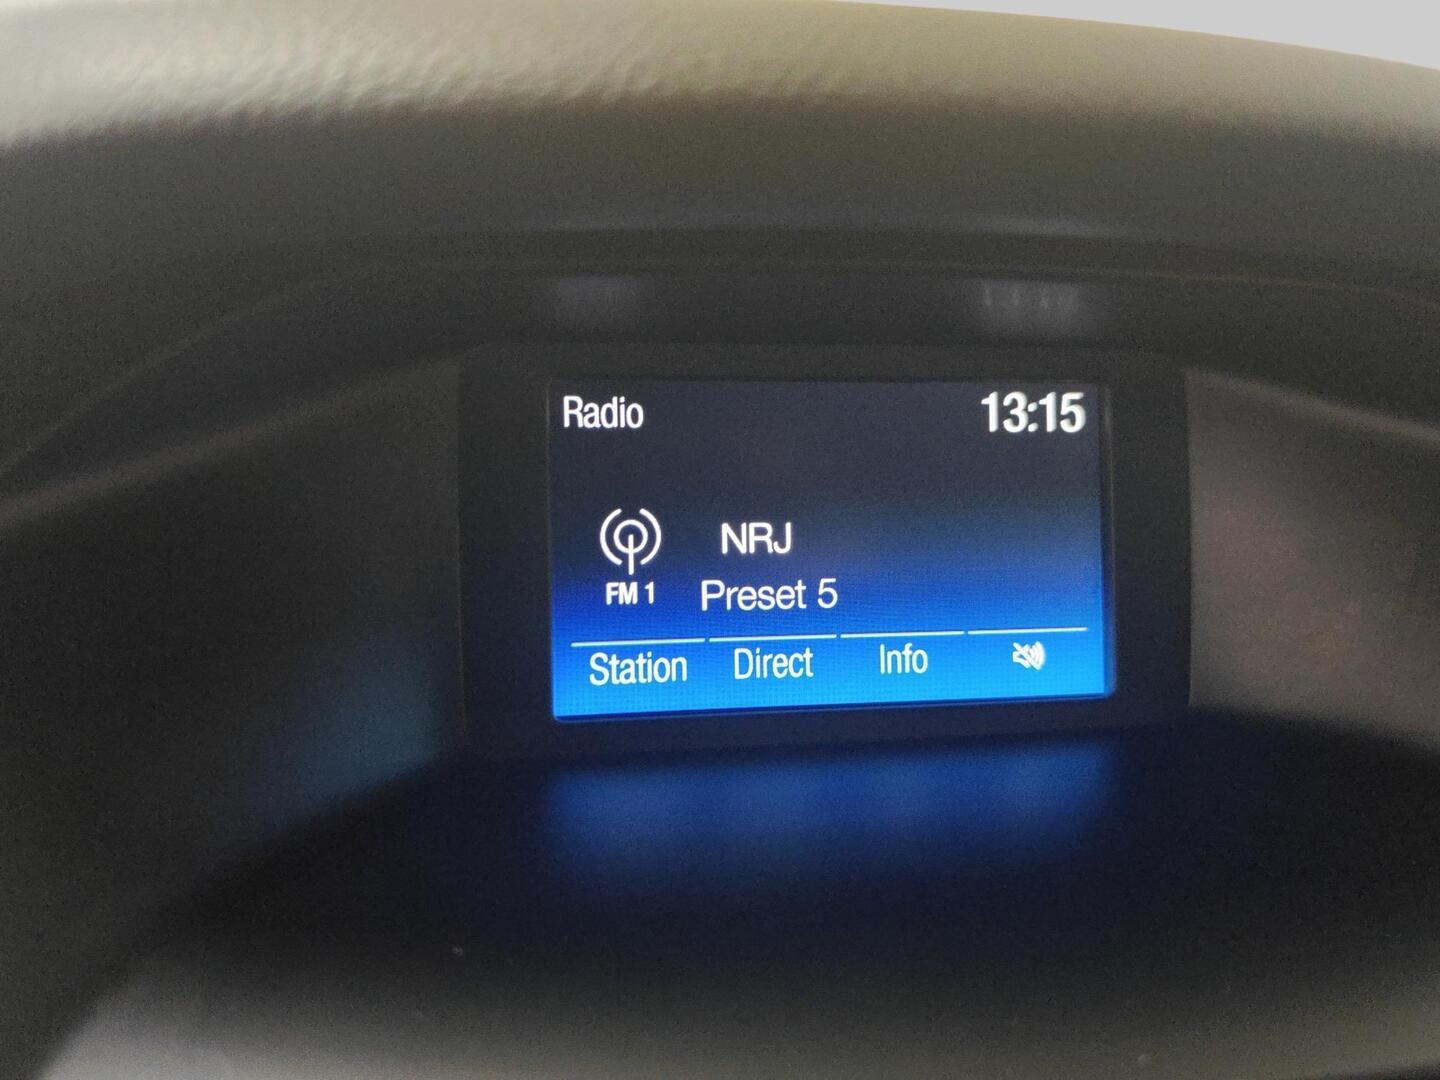 Radio 13:15
NRJ
FM 1 Preset 5
Station Direct Info